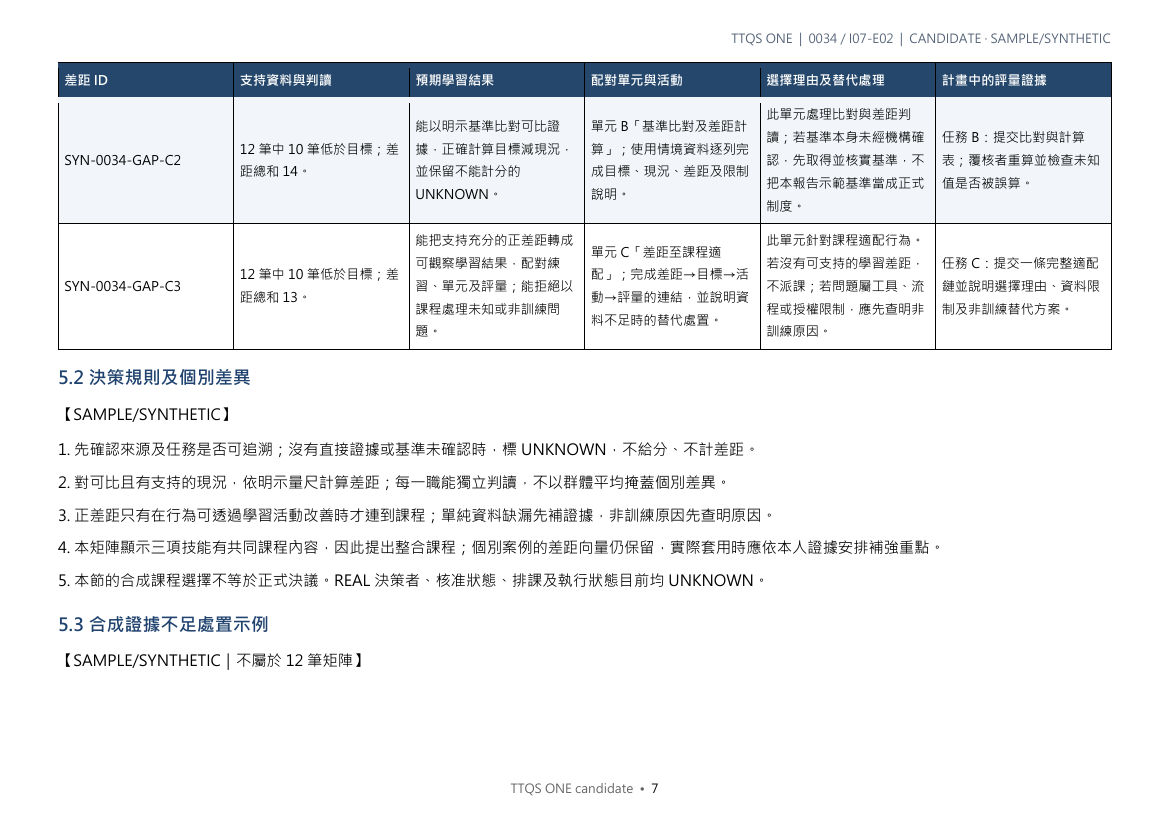 TTQS ONE | 0034 / I07-E02 | CANDIDATE · SAMPLE/SYNTHETIC
差距 ID
支持資料與判讀
預期學習結果
配對單元與活動
選擇理由及替代處理
計畫中的評量證據
SYN-0034-GAP-C2
12 筆中 10 筆低於目標；差
距總和 14。
能以明示基準比對可比證
據，正確計算目標減現況，
並保留不能計分的
UNKNOWN。
單元 B「基準比對及差距計
算」；使用情境資料逐列完
成目標、現況、差距及限制
說明。
此單元處理比對與差距判
讀；若基準本身未經機構確
認，先取得並核實基準，不
把本報告示範基準當成正式
制度。
任務 B：提交比對與計算
表；覆核者重算並檢查未知
值是否被誤算。
SYN-0034-GAP-C3
12 筆中 10 筆低於目標；差
距總和 13。
能把支持充分的正差距轉成
可觀察學習結果，配對練
習、單元及評量；能拒絕以
課程處理未知或非訓練問
題。
單元 C「差距至課程適
配」；完成差距→目標→活
動→評量的連結，並說明資
料不足時的替代處置。
此單元針對課程適配行為。
若沒有可支持的學習差距，
不派課；若問題屬工具、流
程或授權限制，應先查明非
訓練原因。
任務 C：提交一條完整適配
鏈並說明選擇理由、資料限
制及非訓練替代方案。
5.2 決策規則及個別差異
【SAMPLE/SYNTHETIC】
1. 先確認來源及任務是否可追溯；沒有直接證據或基準未確認時，標 UNKNOWN，不給分、不計差距。
2. 對可比且有支持的現況，依明示量尺計算差距；每一職能獨立判讀，不以群體平均掩蓋個別差異。
3. 正差距只有在行為可透過學習活動改善時才連到課程；單純資料缺漏先補證據，非訓練原因先查明原因。
4. 本矩陣顯示三項技能有共同課程內容，因此提出整合課程；個別案例的差距向量仍保留，實際套用時應依本人證據安排補強重點。
5. 本節的合成課程選擇不等於正式決議。REAL 決策者、核准狀態、排課及執行狀態目前均 UNKNOWN。
5.3 合成證據不足處置示例
【SAMPLE/SYNTHETIC｜不屬於 12 筆矩陣】
TTQS ONE candidate • 7